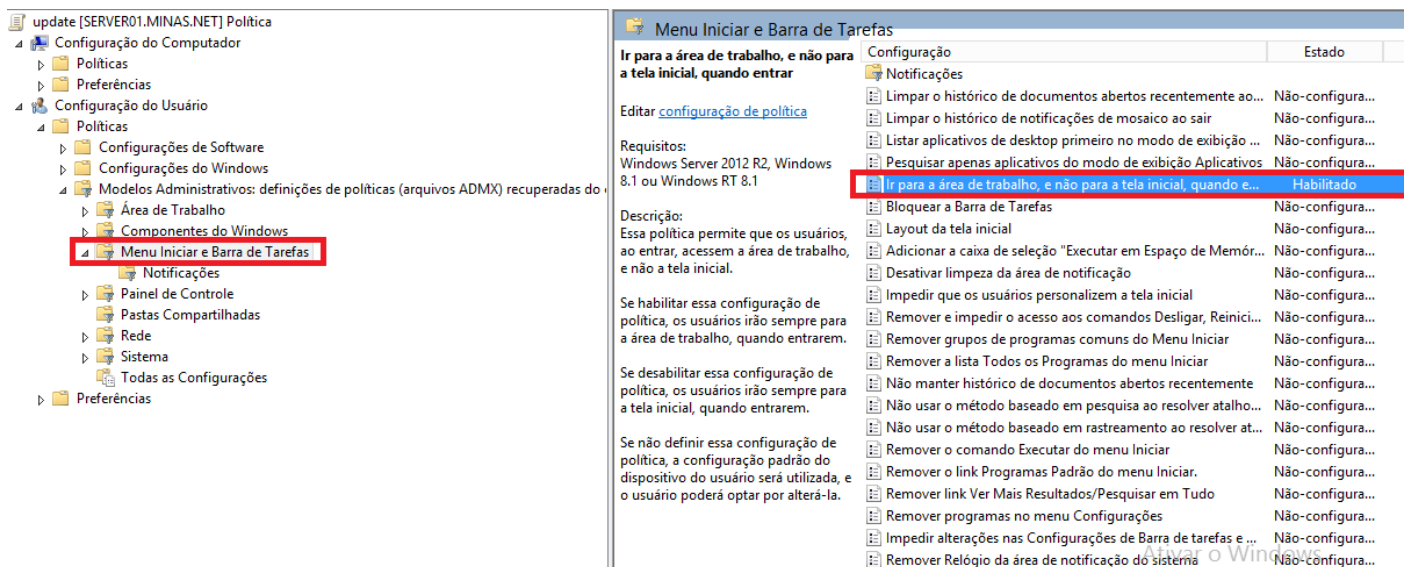 update [SERVER01.MINAS.NET] Política
Configuração do Computador
Políticas
Preferências
Configuração do Usuário
Políticas
Configurações de Software
Configurações do Windows
Modelos Administrativos: definições de políticas (arquivos ADMX) recuperadas do
Área de Trabalho
Componentes do Windows
Menu Iniciar e Barra de Tarefas
Notificações
Painel de Controle
Pastas Compartilhadas
Rede
Sistema
Todas as Configurações
Preferências
Menu Iniciar e Barra de Tarefas
Ir para a área de trabalho, e não para
a tela inicial, quando entrar
Editar configuração de política
Requisitos:
Windows Server 2012 R2, Windows
8.1 ou Windows RT 8.1
Descrição:
Essa política permite que os usuários,
ao entrar, acessem a área de trabalho,
e não a tela inicial.
Se habilitar essa configuração de
política, os usuários irão sempre para
a área de trabalho, quando entrarem.
Se desabilitar essa configuração de
política, os usuários irão sempre para
a tela inicial, quando entrarem.
Se não definir essa configuração de
política, a configuração padrão do
dispositivo do usuário será utilizada, e
o usuário poderá optar por alterá-la.
Configuração Estado
Notificações
Limpar o histórico de documentos abertos recentemente ao... Não-configura...
Limpar o histórico de notificações de mosaico ao sair Não-configura...
Listar aplicativos de desktop primeiro no modo de exibição ... Não-configura...
Pesquisar apenas aplicativos do modo de exibição Aplicativos Não-configura...
Ir para a área de trabalho, e não para a tela inicial, quando e... Habilitado
Bloquear a Barra de Tarefas Não-configura...
Layout da tela inicial Não-configura...
Adicionar a caixa de seleção "Executar em Espaço de Memór... Não-configura...
Desativar limpeza da área de notificação Não-configura...
Impedir que os usuários personalizem a tela inicial Não-configura...
Remover e impedir o acesso aos comandos Desligar, Reinici... Não-configura...
Remover grupos de programas comuns do Menu Iniciar Não-configura...
Remover a lista Todos os Programas do menu Iniciar Não-configura...
Não manter histórico de documentos abertos recentemente Não-configura...
Não usar o método baseado em pesquisa ao resolver atalho... Não-configura...
Não usar o método baseado em rastreamento ao resolver at... Não-configura...
Remover o comando Executar do menu Iniciar Não-configura...
Remover o link Programas Padrão do menu Iniciar. Não-configura...
Remover link Ver Mais Resultados/Pesquisar em Tudo Não-configura...
Remover programas no menu Configurações Não-configura...
Impedir alterações nas Configurações de Barra de tarefas e ... Não-configura...
Remover Relógio da área de notificação do sistema Não-configura...
Ativar o Windows